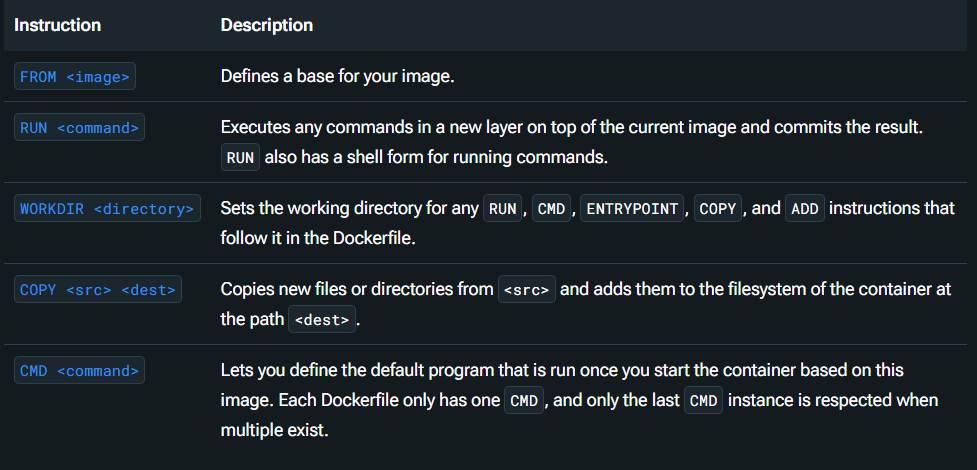 Instruction Description
FROM <image> Defines a base for your image.
RUN <command> Executes any commands in a new layer on top of the current image and commits the result.
RUN also has a shell form for running commands.
WORKDIR <directory> Sets the working directory for any RUN, CMD, ENTRYPOINT, COPY, and ADD instructions that
follow it in the Dockerfile.
COPY <src> <dest> Copies new files or directories from <src> and adds them to the filesystem of the container at
the path <dest>.
CMD <command> Lets you define the default program that is run once you start the container based on this
image. Each Dockerfile only has one CMD, and only the last CMD instance is respected when
multiple exist.